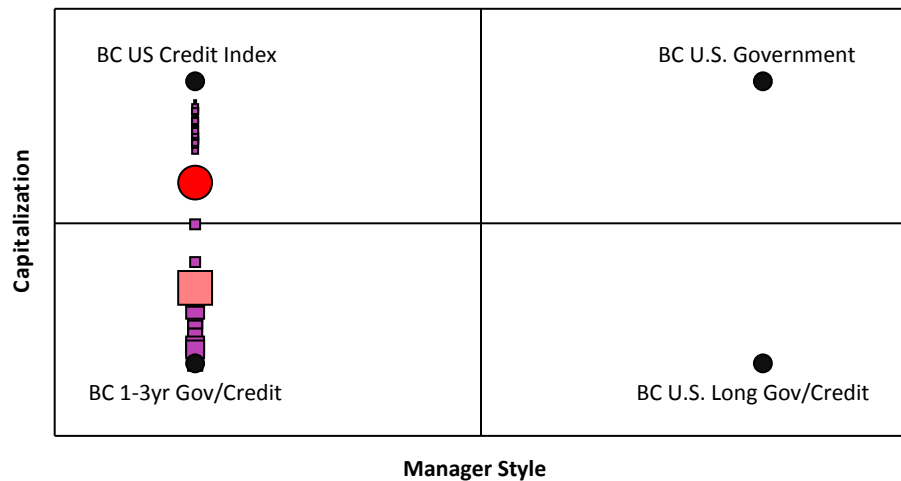 BC US Credit Index
BC U.S. Government
Capitalization
BC 1-3yr Gov/Credit
BC U.S. Long Gov/Credit
Manager Style